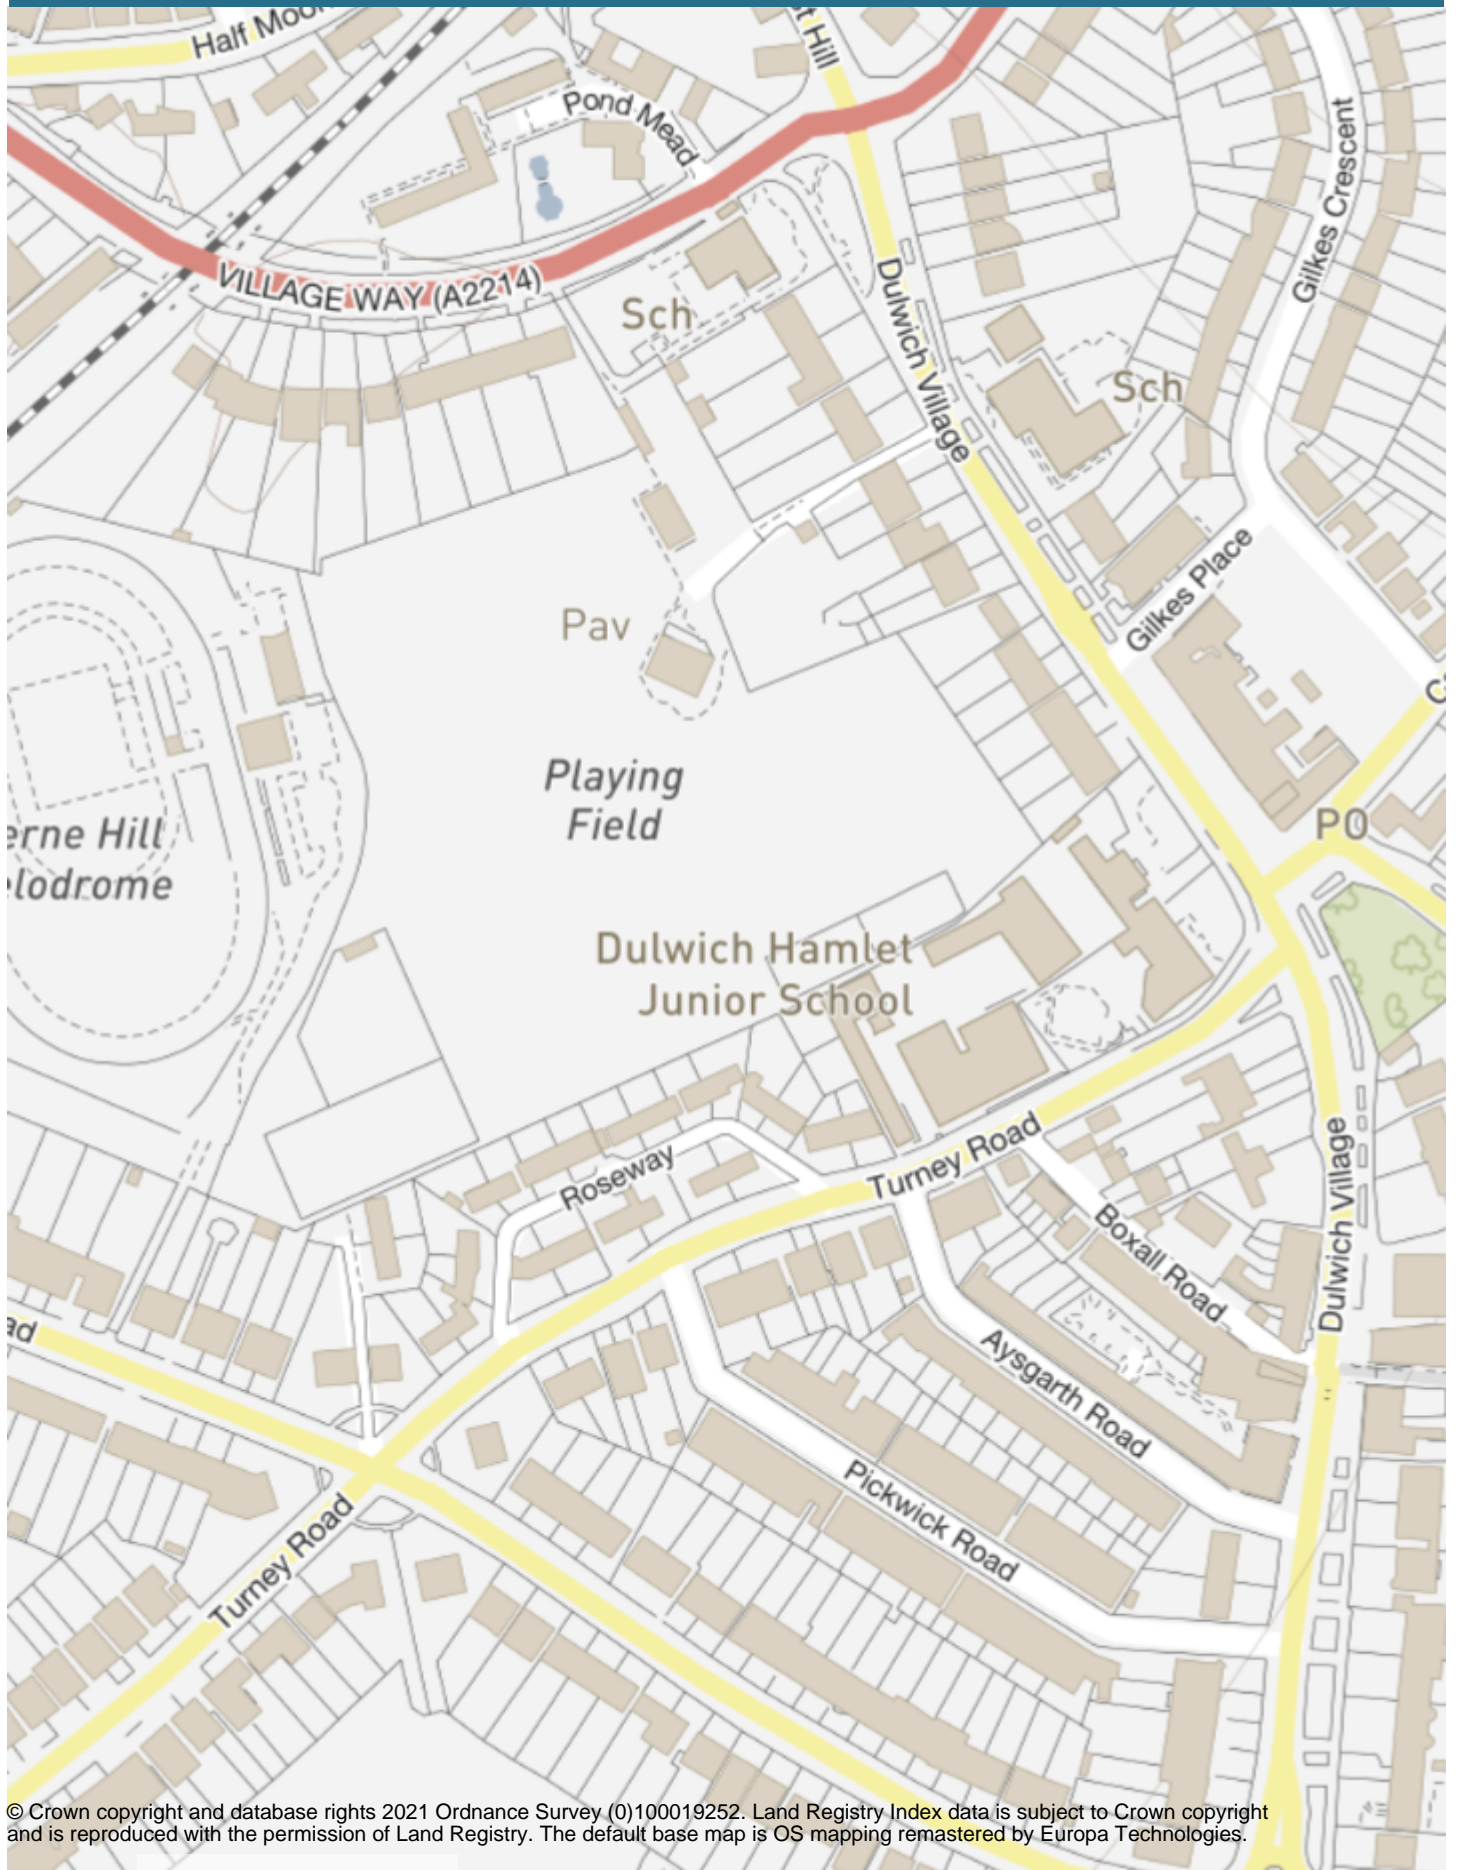 Half Moon
t Hill
Pond Mead
Gilkes Crescent
VILLAGE WAY (A2214)
Sch
Dulwich Village
Sch
Gilkes Place
Pav
Playing
Field
PO
erne Hill
elodrome
Dulwich Hamlet
Junior School
Turney Road
Roseway
Dulwich Village
Boxall Road
ad
Aysgarth Road
Pickwick Road
Turney Road
© Crown copyright and database rights 2021 Ordnance Survey (0)100019252. Land Registry Index data is subject to Crown copyright
and is reproduced with the permission of Land Registry. The default base map is OS mapping remastered by Europa Technologies.